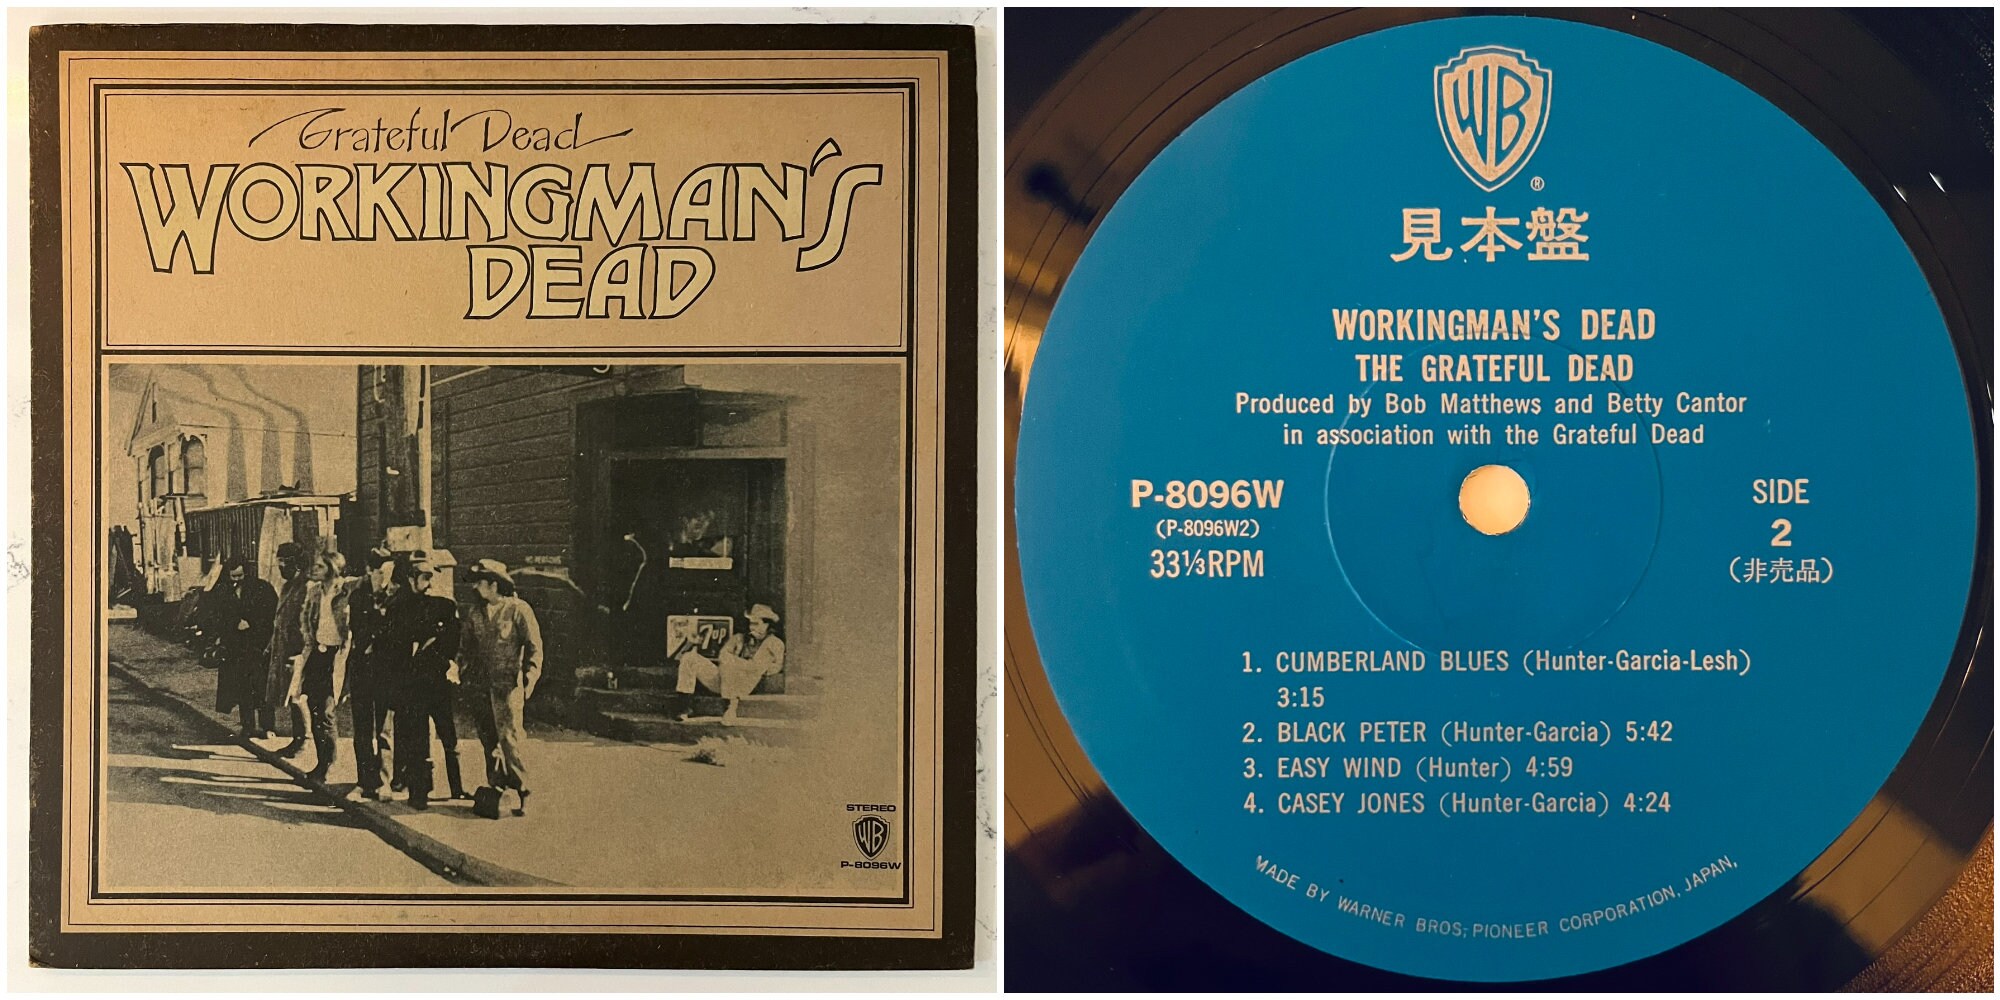 Grateful Dead
WORKINGMAN'S
DEAD
7up
STEREO
WB
P-8096W
WB
®
見本盤
WORKINGMAN'S DEAD
THE GRATEFUL DEAD
Produced by Bob Matthews and Betty Cantor
in association with the Grateful Dead
P-8096W
(P-8096W2)
33⅓RPM
SIDE
2
(非売品)
1. CUMBERLAND BLUES (Hunter-Garcia-Lesh)
3:15
2. BLACK PETER (Hunter-Garcia) 5:42
3. EASY WIND (Hunter) 4:59
4. CASEY JONES (Hunter-Garcia) 4:24
MADE BY WARNER BROS.-PIONEER CORPORATION, JAPAN,